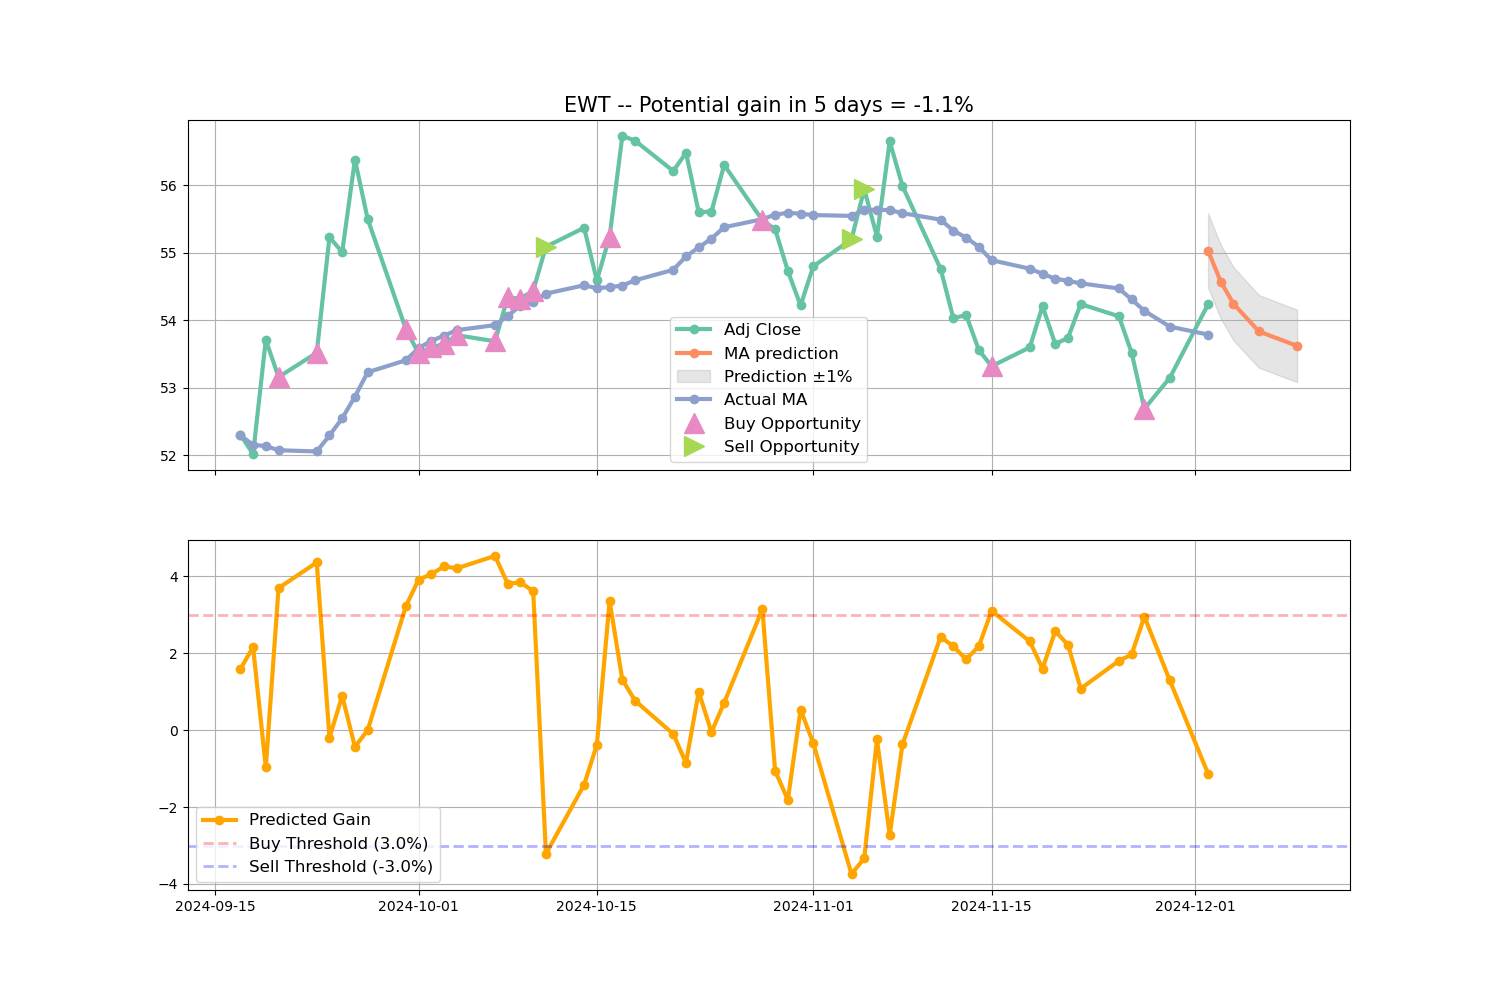 EWT -- Potential gain in 5 days = -1.1%
56
55
54
53
52
Adj Close
MA prediction
Prediction ±1%
Actual MA
Buy Opportunity
Sell Opportunity
4
2
0
−2
−4
Predicted Gain
Buy Threshold (3.0%)
Sell Threshold (-3.0%)
2024-09-15 2024-10-01 2024-10-15 2024-11-01 2024-11-15 2024-12-01